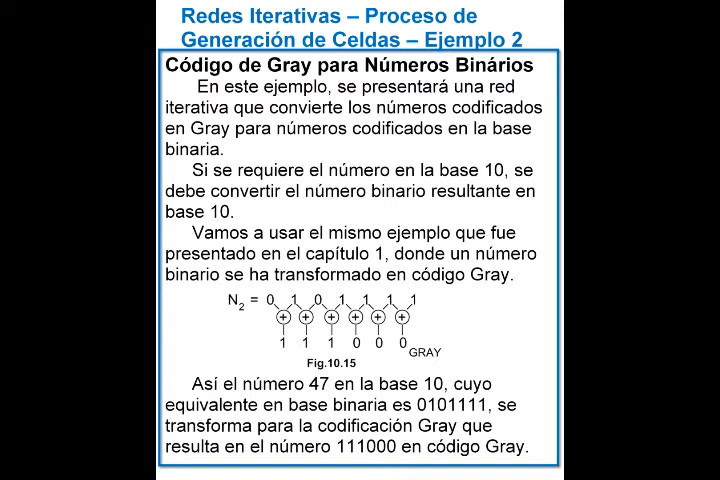 Redes Iterativas – Proceso de
Generación de Celdas – Ejemplo 2
Código de Gray para Números Binários
En este ejemplo, se presentará una red
iterativa que convierte los números codificados
en Gray para números codificados en la base
binaria.
Si se requiere el número en la base 10, se
debe convertir el número binario resultante en
base 10.
Vamos a usar el mismo ejemplo que fue
presentado en el capítulo 1, donde un número
binario se ha transformado en código Gray.
N2 = 0 1 0 1 1 1 1
+ + + + + +
1 1 1 0 0 0 GRAY
Fig.10.15
Así el número 47 en la base 10, cuyo
equivalente en base binaria es 0101111, se
transforma para la codificación Gray que
resulta en el número 111000 en código Gray.